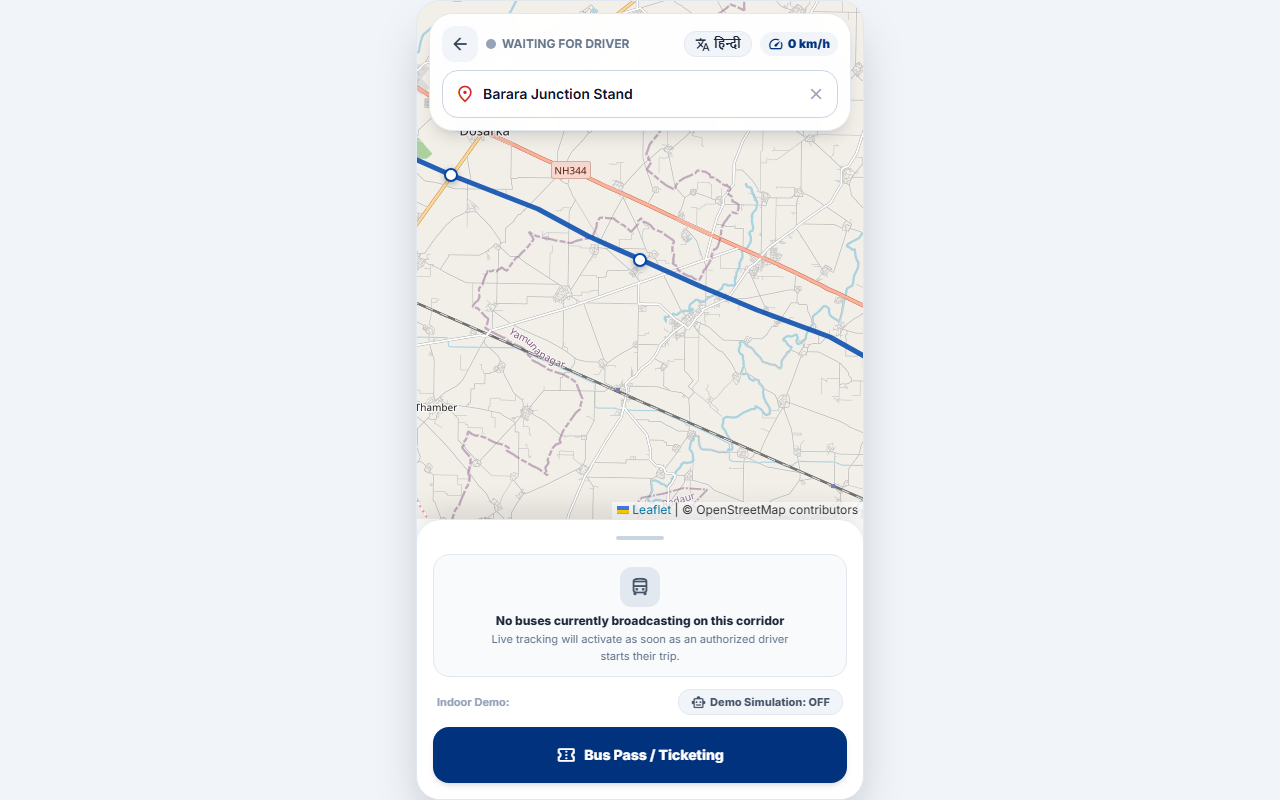 WAITING FOR DRIVER
हिन्दी
0 km/h
Barara Junction Stand
Dosarka
NH344
Yamunanagar
Thamber
Leaflet | © OpenStreetMap contributors
No buses currently broadcasting on this corridor
Live tracking will activate as soon as an authorized driver
starts their trip.
Indoor Demo:
Demo Simulation: OFF
Bus Pass / Ticketing